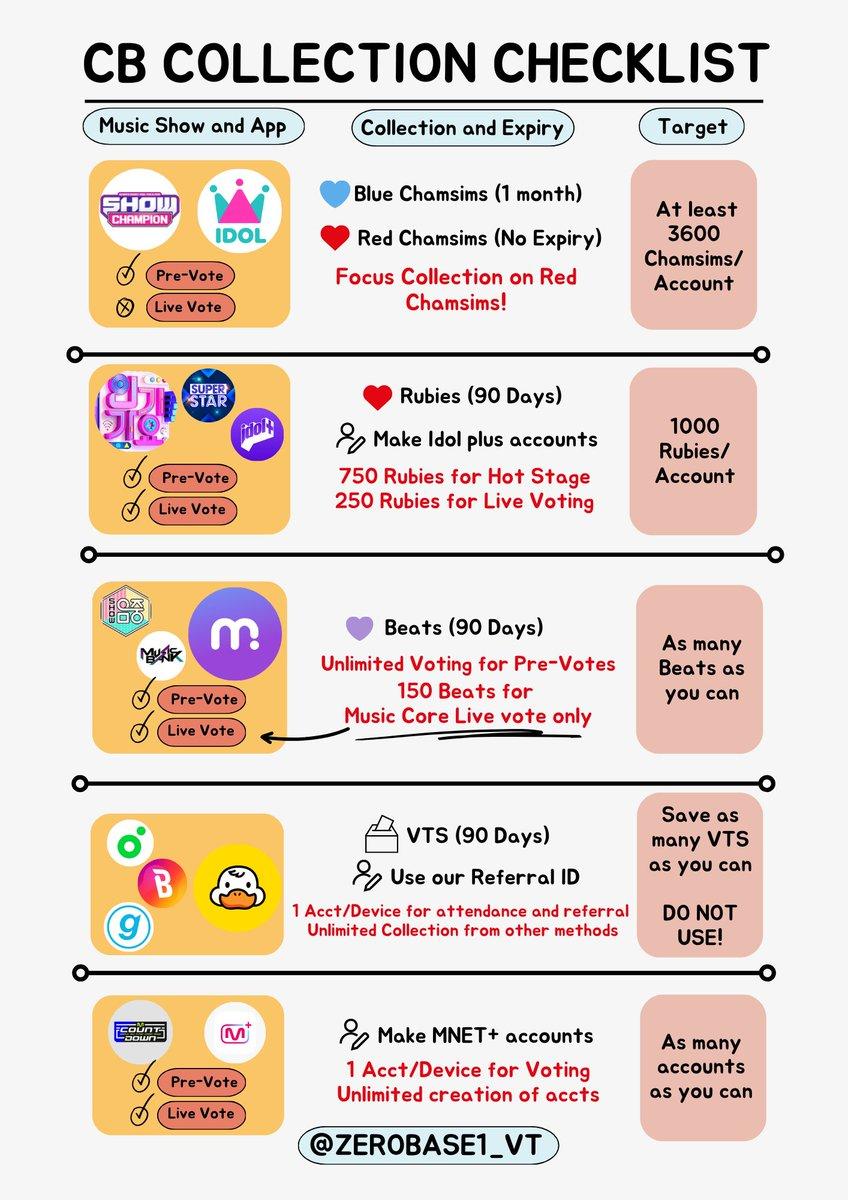 CB COLLECTION CHECKLIST
Music Show and App
Collection and Expiry
Target
SHOW
CHAMPION
IDOL
Pre-Vote
Live Vote
Blue Chamsims (1 month)
Red Chamsims (No Expiry)
Focus Collection on Red
Chamsims!
At least
3600
Chamsims/
Account
SUPER
STAR
idol+
Pre-Vote
Live Vote
Rubies (90 Days)
Make Idol plus accounts
750 Rubies for Hot Stage
250 Rubies for Live Voting
1000
Rubies/
Account
SHOW
음중
MUSIC
BANK
m!
Pre-Vote
Live Vote
Beats (90 Days)
Unlimited Voting for Pre-Votes
150 Beats for
Music Core Live vote only
As many
Beats as
you can
B
g
VTS (90 Days)
Use our Referral ID
1 Acct/Device for attendance and referral
Unlimited Collection from other methods
Save as
many VTS
as you can
DO NOT
USE!
M
COUNT
DOWN
M+
Pre-Vote
Live Vote
Make MNET+ accounts
1 Acct/Device for Voting
Unlimited creation of accts
As many
accounts
as you can
@ZEROBASE1_VT